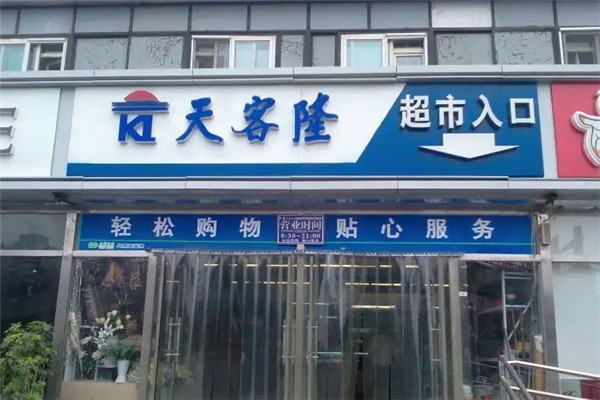 天客隆
超市入口
轻松购物
营业时间
8:30-21:00
贴心服务